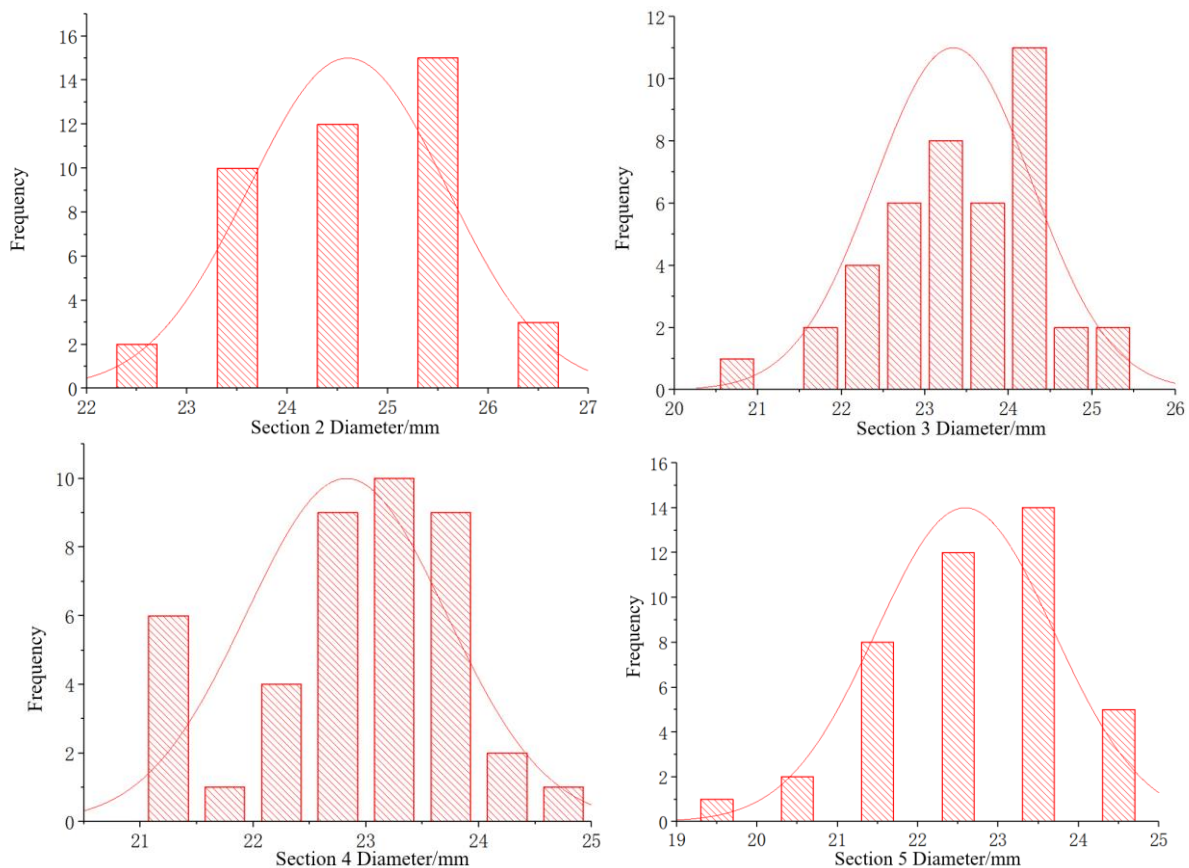 16
14
12
10
8
6
4
2
0
Frequency
22 23 24 25 26 27
Section 2 Diameter/mm
12
10
8
6
4
2
0
Frequency
20 21 22 23 24 25 26
Section 3 Diameter/mm
10
8
6
4
2
0
Frequency
21 22 23 24 25
Section 4 Diameter/mm
16
14
12
10
8
6
4
2
0
Frequency
19 20 21 22 23 24 25
Section 5 Diameter/mm